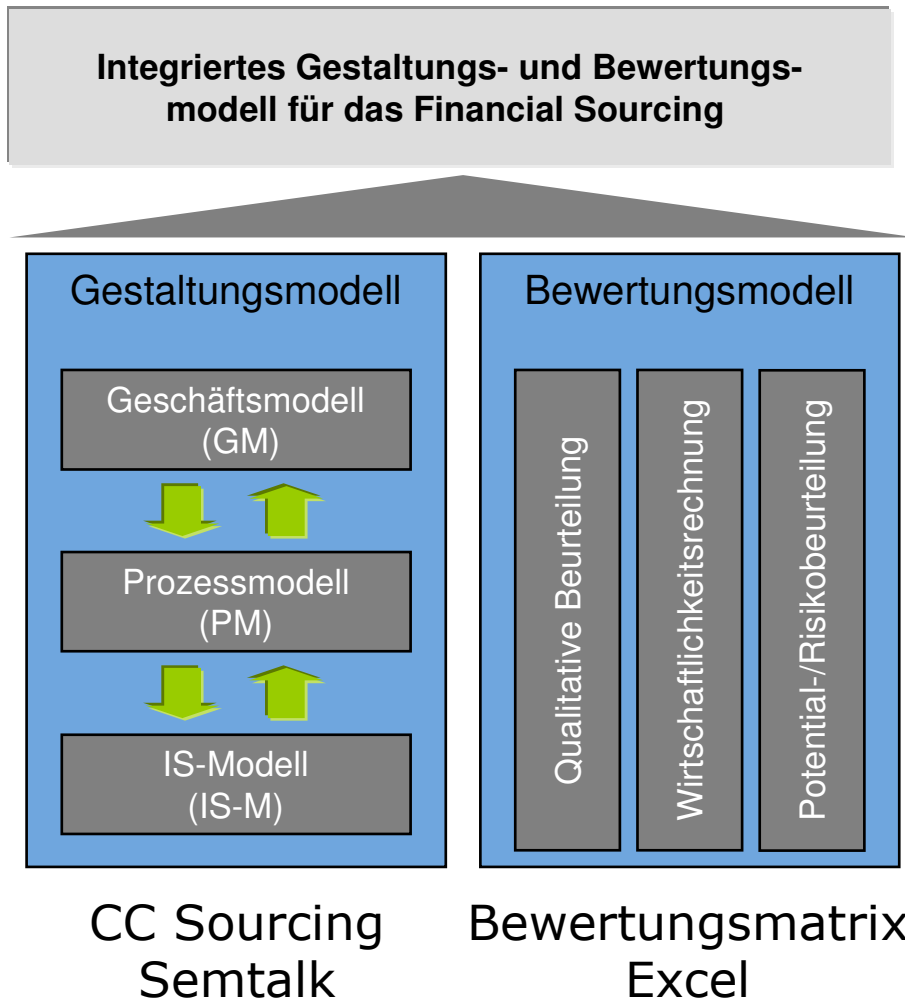 Integriertes Gestaltungs- und Bewertungs-
modell für das Financial Sourcing
Gestaltungsmodell
Geschäftsmodell
(GM)
Prozessmodell
(PM)
IS-Modell
(IS-M)
Bewertungsmodell
Qualitative Beurteilung
Wirtschaftlichkeitsrechnung
Potential-/Risikobeurteilung
CC Sourcing
Semtalk
Bewertungsmatrix
Excel